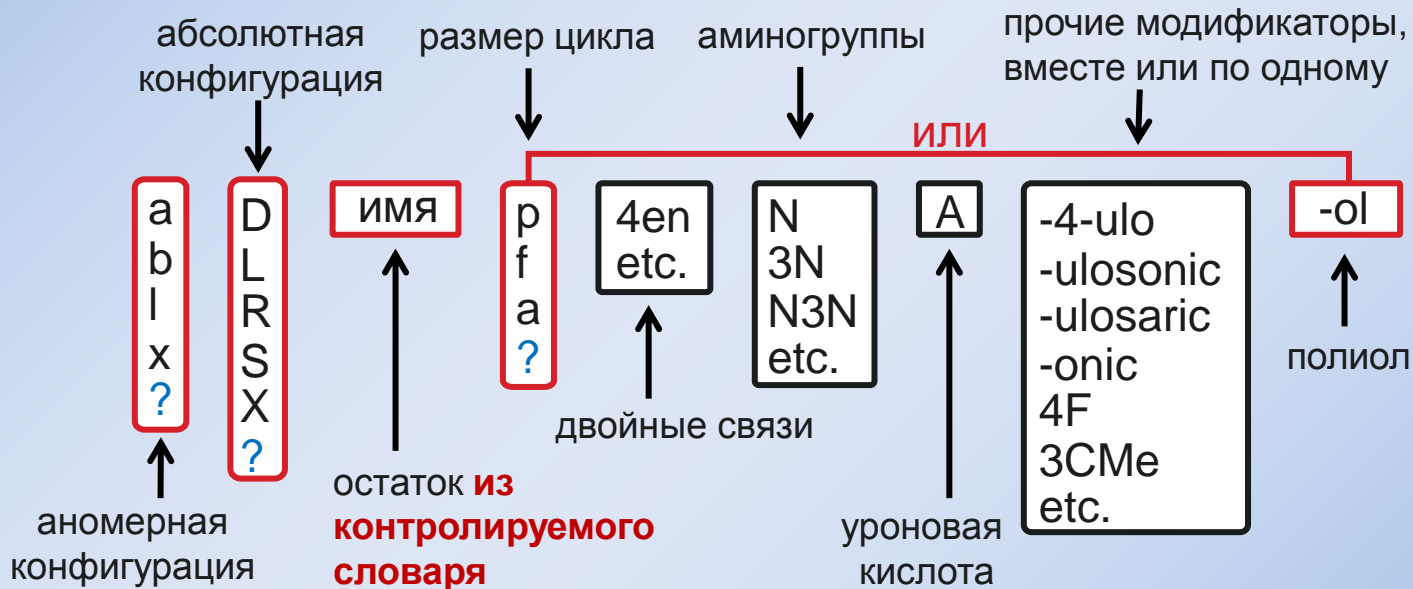 абсолютная
конфигурация
размер цикла
аминогруппы
прочие модификаторы,
вместе или по одному
или
a
b
l
x
?
D
L
R
S
X
?
имя
p
f
a
?
4en
etc.
N
3N
N3N
etc.
A
-4-ulo
-ulosonic
-ulosaric
-onic
4F
3CMe
etc.
-ol
аномерная
конфигурация
остаток из
контролируемого
словаря
двойные связи
уроновая
кислота
полиол